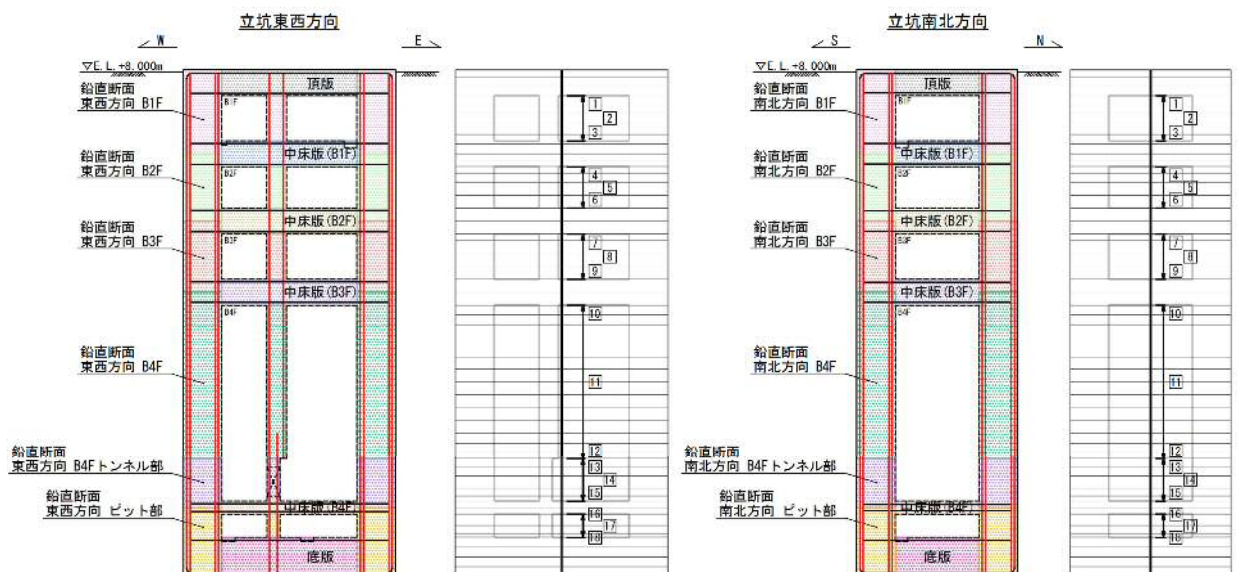 立坑東西方向
W
E
▽E.L.+8.000m
頂版
鉛直断面
東西方向 B1F
B1F
中床版(B1F)
鉛直断面
東西方向 B2F
B2F
中床版(B2F)
鉛直断面
東西方向 B3F
B3F
中床版(B3F)
B4F
鉛直断面
東西方向 B4F
鉛直断面
東西方向 B4Fトンネル部
中床版(B4F)
鉛直断面
東西方向 ピット部
底版
1
2
3
4
5
6
7
8
9
10
11
12
13
14
15
16
17
18
立坑南北方向
S
N
▽E.L.+8.000m
頂版
鉛直断面
南北方向 B1F
B1F
中床版(B1F)
鉛直断面
南北方向 B2F
B2F
中床版(B2F)
鉛直断面
南北方向 B3F
B3F
中床版(B3F)
B4F
鉛直断面
南北方向 B4F
鉛直断面
南北方向 B4Fトンネル部
中床版(B4F)
鉛直断面
南北方向 ピット部
底版
1
2
3
4
5
6
7
8
9
10
11
12
13
14
15
16
17
18